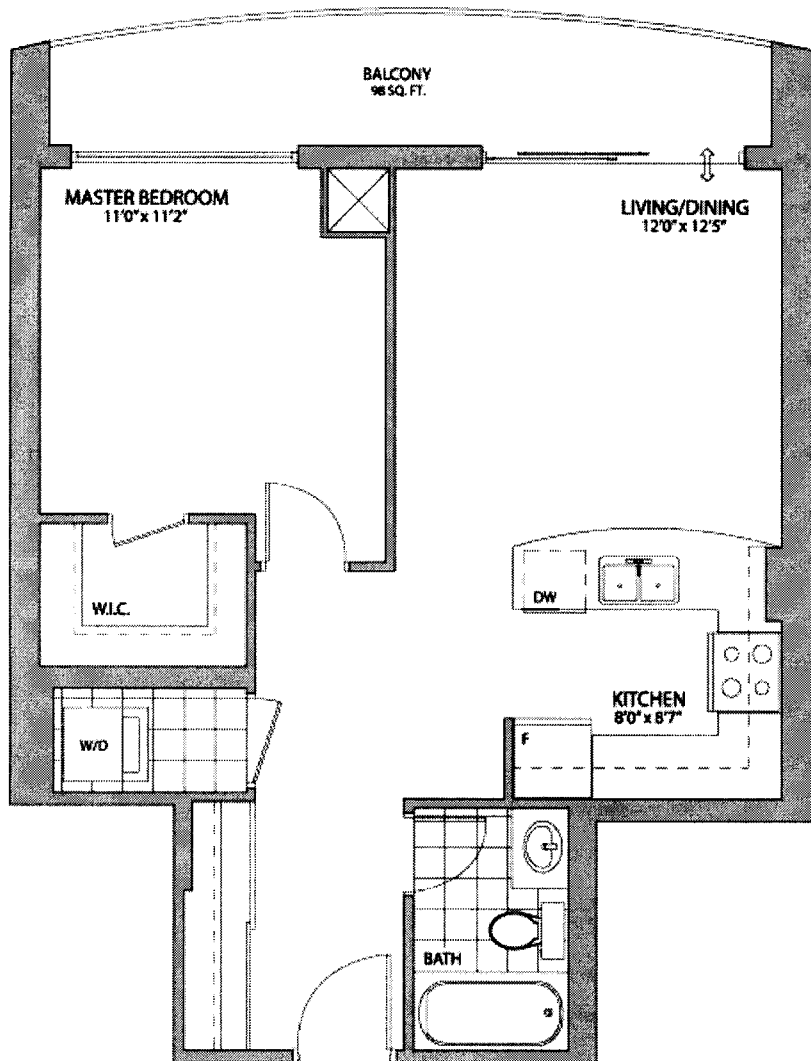 BALCONY
98 SQ. FT.
MASTER BEDROOM
11'0" x 11'2"
LIVING/DINING
12'0" x 12'5"
W.I.C.
DW
KITCHEN
8'0" x 8'7"
F
W/D
BATH